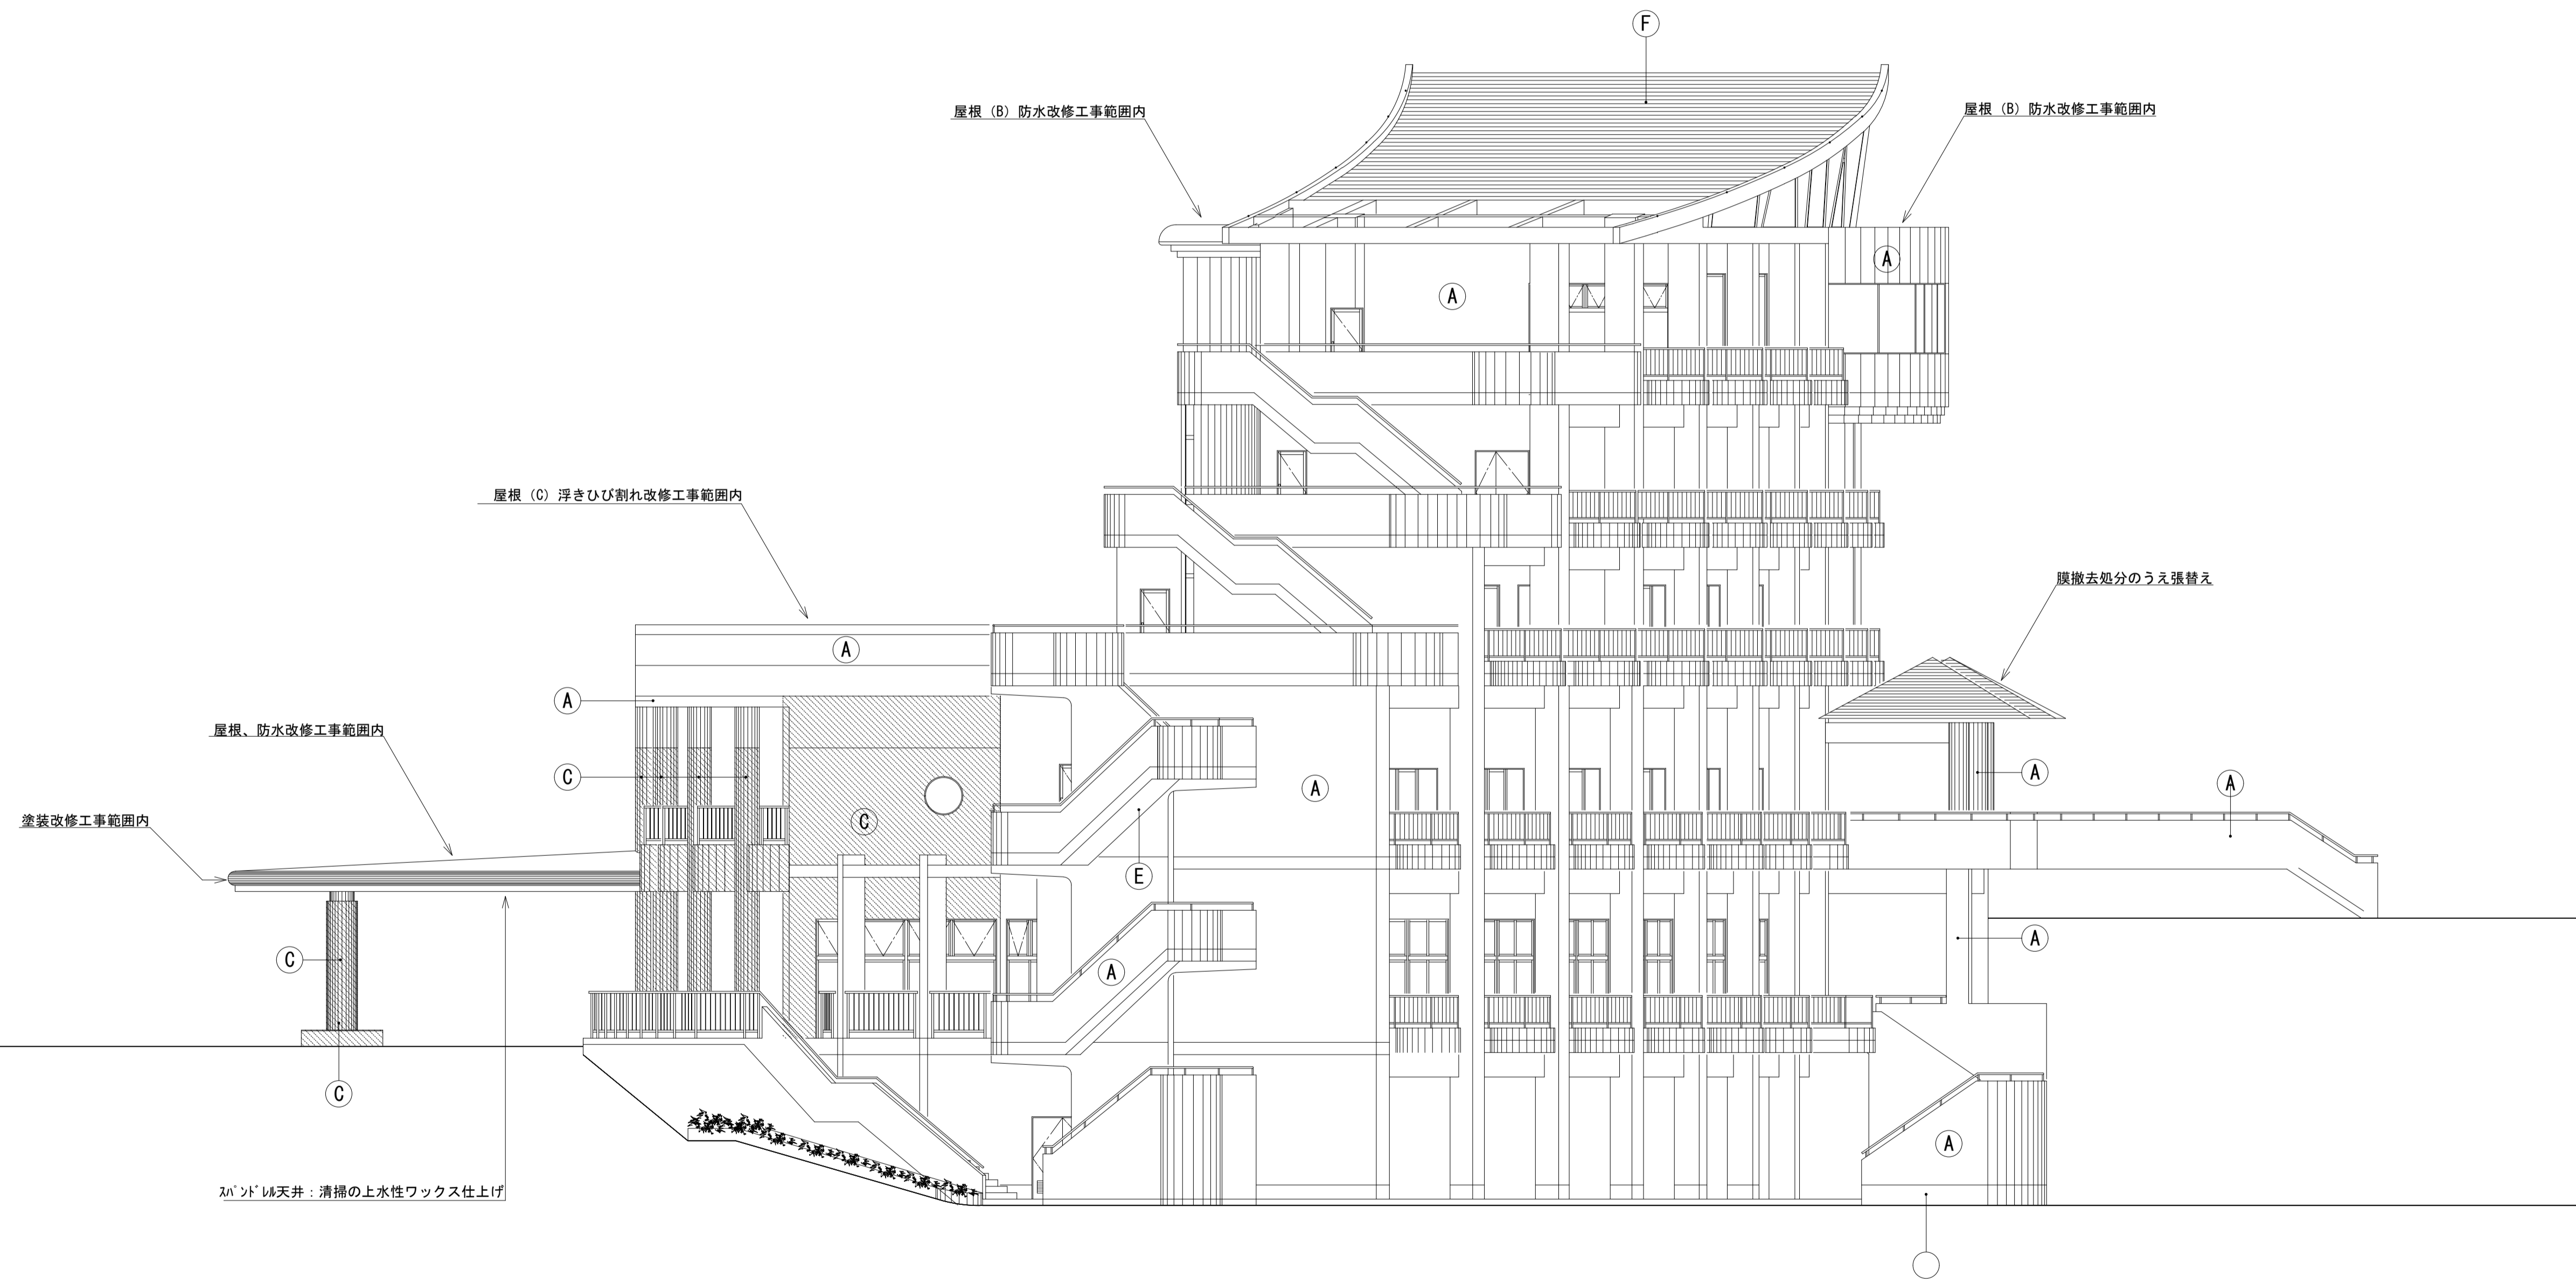 F
屋根（B）防水改修工事範囲内
屋根（B）防水改修工事範囲内
A
A
屋根（C）浮きひび割れ改修工事範囲内
膜撤去処分のうえ張替え
A
A
屋根、防水改修工事範囲内
C
A
A
A
塗装改修工事範囲内
C
E
A
C
A
C
A
ｽﾊﾟﾝﾄﾞﾚﾙ天井：清掃の上水性ワックス仕上げ